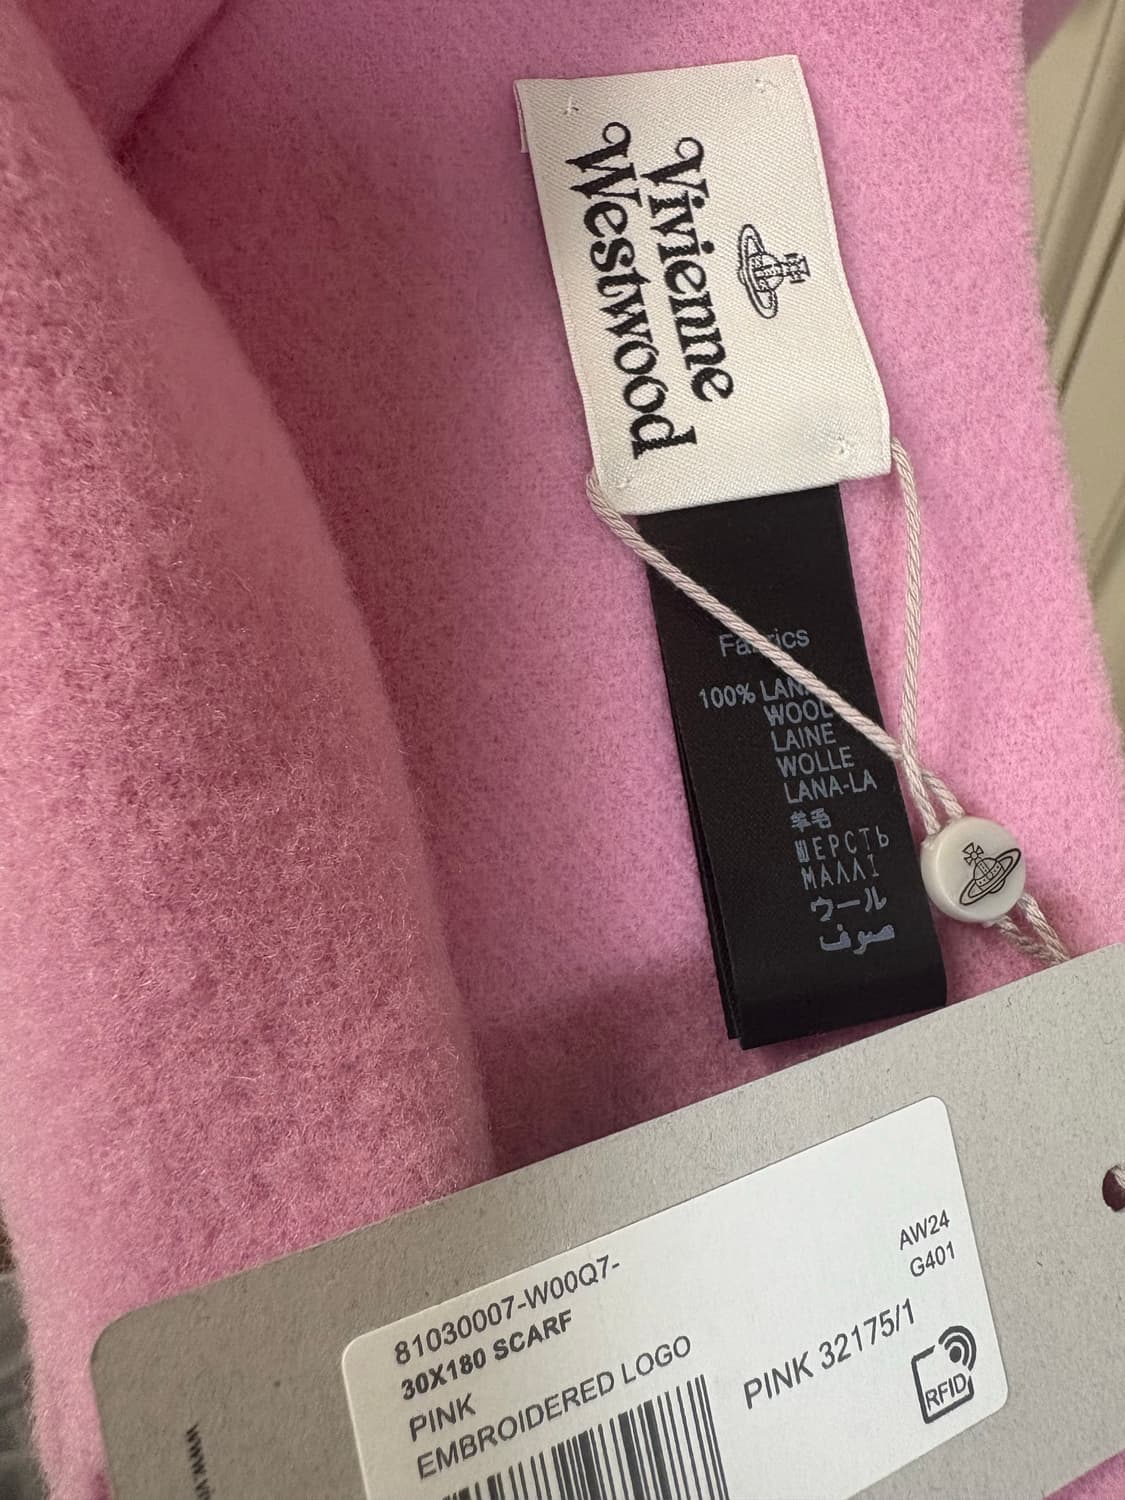 Vivienne
Westwood
Fabrics
100% LANA
WOOL
LAINE
WOLLE
LANA-LA
羊毛
ШЕРСТЬ
ΜΑΛΛΙ
ウール
صوف
AW24
G401
81030007-W00Q7-
30X180 SCARF
PINK
EMBROIDERED LOGO
PINK 32175/1
RFID